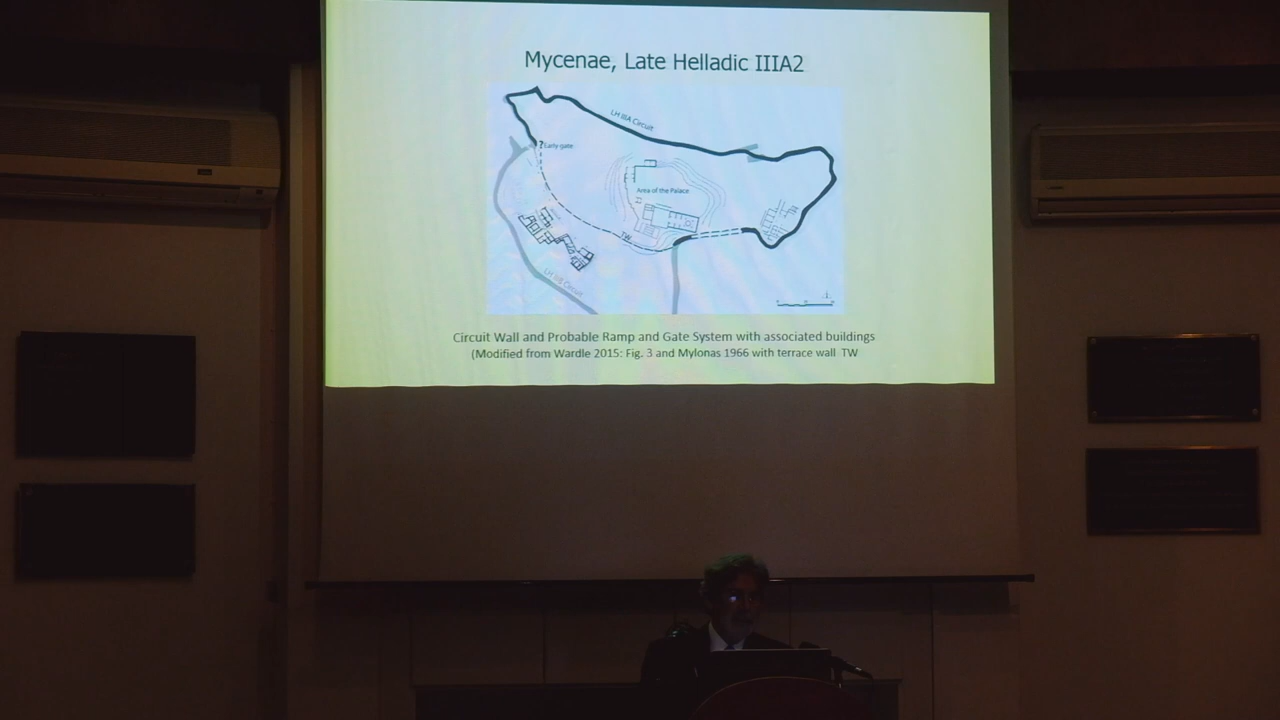 Mycenae, Late Helladic IIIA2
LH IIIA Circuit
? Early gate
Area of the Palace
TW
LH IIIB Circuit
Circuit Wall and Probable Ramp and Gate System with associated buildings
(Modified from Wardle 2015: Fig. 3 and Mylonas 1966 with terrace wall TW